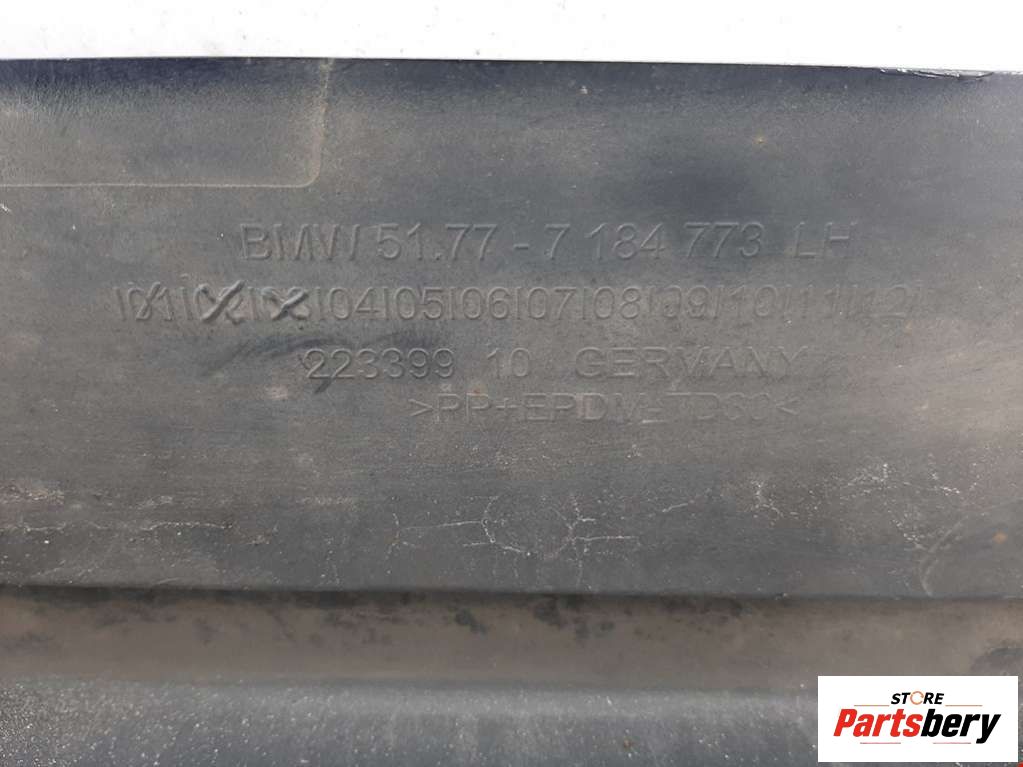 BMW 51.77 - 7 184 773 LH
|01|02|03|04|05|06|07|08|09|10|11|12|
223399 10 GERMANY
>PP+EPDM-TD30<
STORE
Partsbery